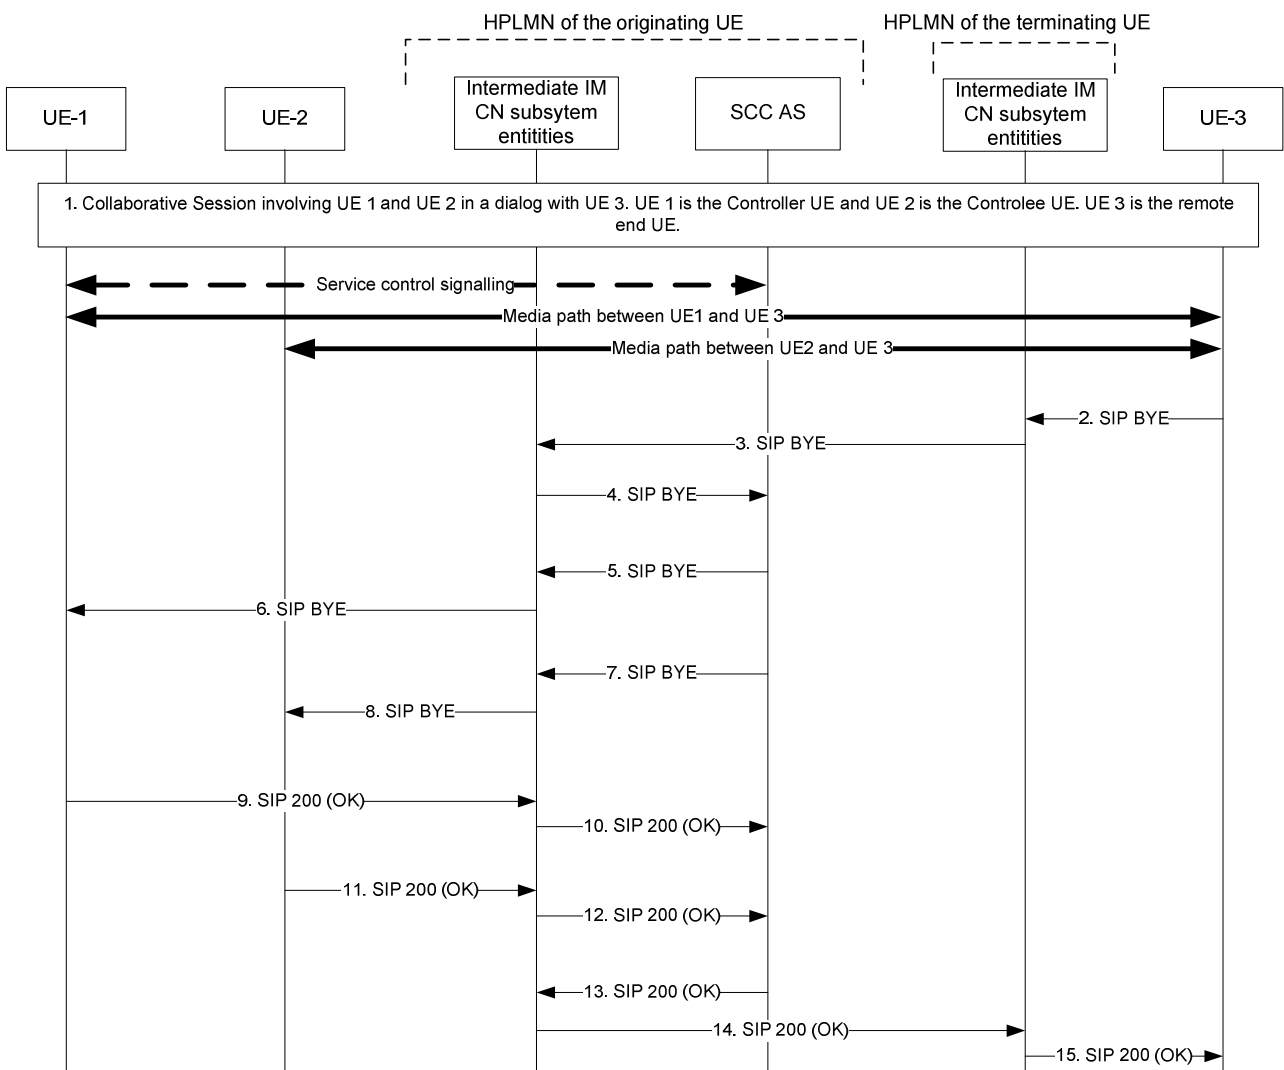 HPLMN of the originating UE
HPLMN of the terminating UE
UE-1
UE-2
Intermediate IM
CN subsytem
entitities
SCC AS
Intermediate IM
CN subsytem
entitities
UE-3
1. Collaborative Session involving UE 1 and UE 2 in a dialog with UE 3. UE 1 is the Controller UE and UE 2 is the Controlee UE. UE 3 is the remote
end UE.
Service control signalling
Media path between UE1 and UE 3
Media path between UE2 and UE 3
2. SIP BYE
3. SIP BYE
4. SIP BYE
5. SIP BYE
6. SIP BYE
7. SIP BYE
8. SIP BYE
9. SIP 200 (OK)
10. SIP 200 (OK)
11. SIP 200 (OK)
12. SIP 200 (OK)
13. SIP 200 (OK)
14. SIP 200 (OK)
15. SIP 200 (OK)